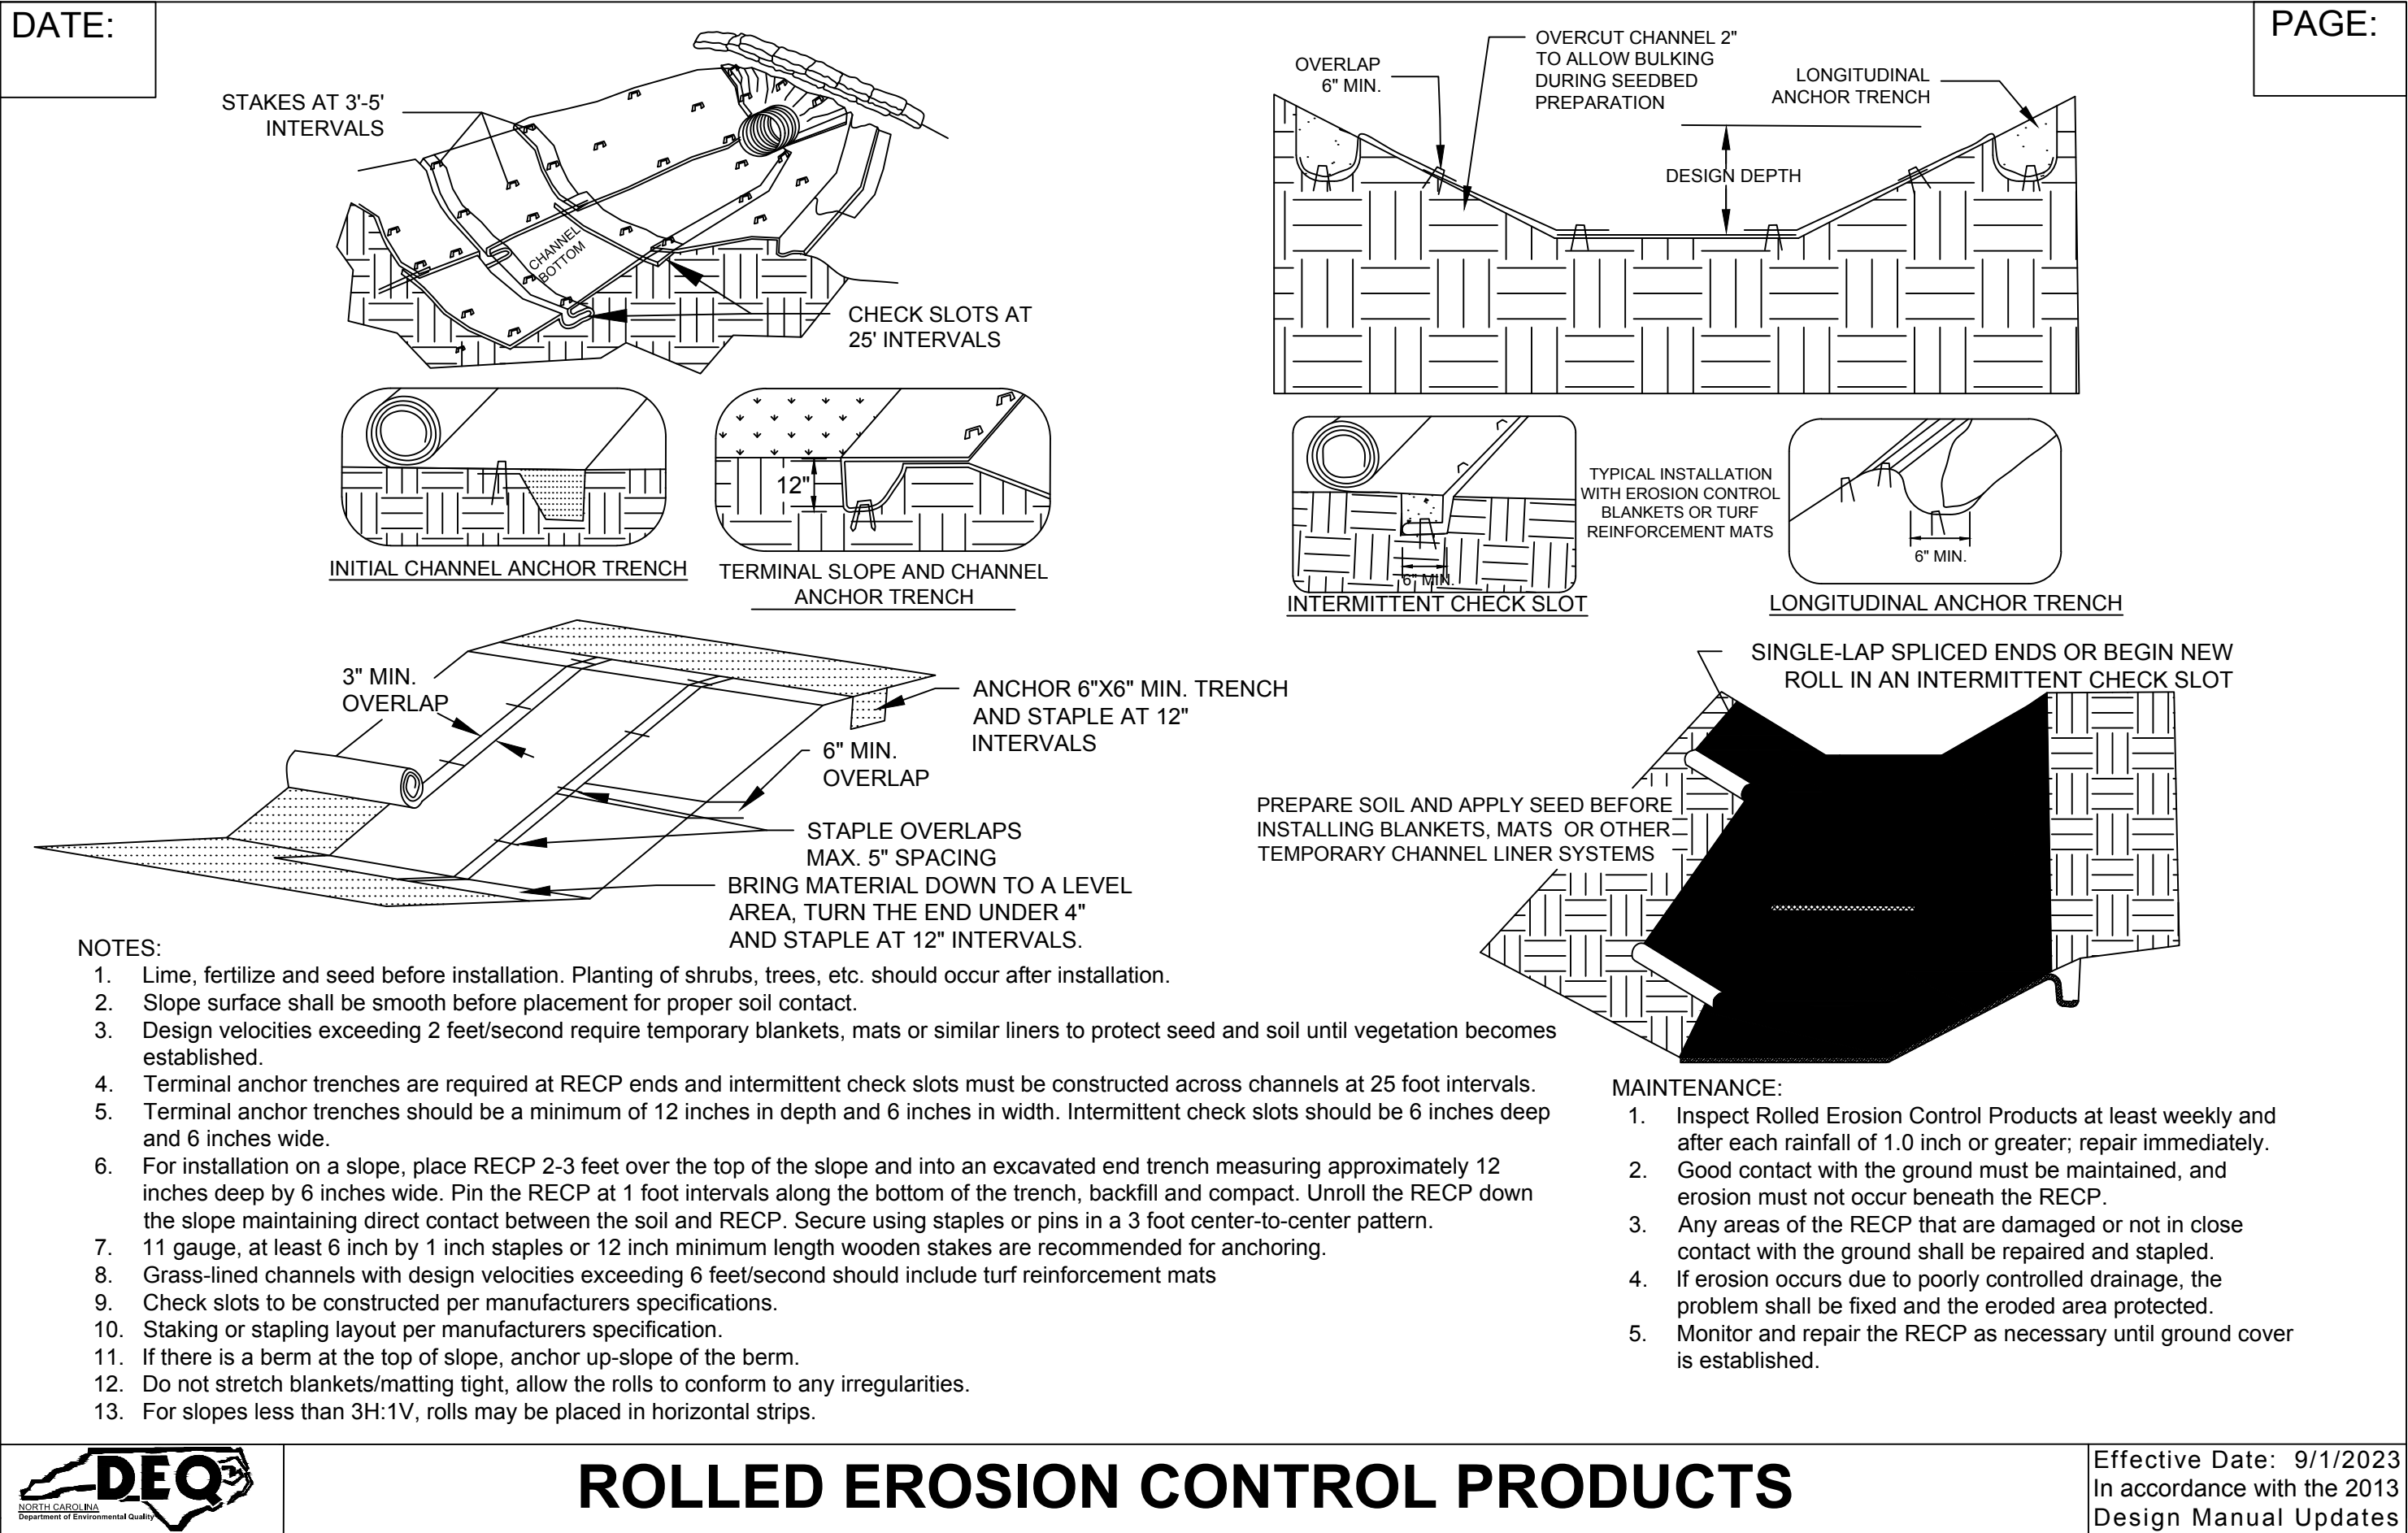 DATE:
PAGE:
STAKES AT 3'-5'
INTERVALS
CHANNEL
BOTTOM
CHECK SLOTS AT
25' INTERVALS
OVERLAP
6" MIN.
OVERCUT CHANNEL 2"
TO ALLOW BULKING
DURING SEEDBED
PREPARATION
LONGITUDINAL
ANCHOR TRENCH
DESIGN DEPTH
INITIAL CHANNEL ANCHOR TRENCH
12"
TERMINAL SLOPE AND CHANNEL
ANCHOR TRENCH
6" MIN.
INTERMITTENT CHECK SLOT
TYPICAL INSTALLATION
WITH EROSION CONTROL
BLANKETS OR TURF
REINFORCEMENT MATS
6" MIN.
LONGITUDINAL ANCHOR TRENCH
3" MIN.
OVERLAP
ANCHOR 6"X6" MIN. TRENCH
AND STAPLE AT 12"
INTERVALS
6" MIN.
OVERLAP
STAPLE OVERLAPS
MAX. 5" SPACING
BRING MATERIAL DOWN TO A LEVEL
AREA, TURN THE END UNDER 4"
AND STAPLE AT 12" INTERVALS.
SINGLE-LAP SPLICED ENDS OR BEGIN NEW
ROLL IN AN INTERMITTENT CHECK SLOT
PREPARE SOIL AND APPLY SEED BEFORE
INSTALLING BLANKETS, MATS OR OTHER
TEMPORARY CHANNEL LINER SYSTEMS
NOTES:
1. Lime, fertilize and seed before installation. Planting of shrubs, trees, etc. should occur after installation.
2. Slope surface shall be smooth before placement for proper soil contact.
3. Design velocities exceeding 2 feet/second require temporary blankets, mats or similar liners to protect seed and soil until vegetation becomes
established.
4. Terminal anchor trenches are required at RECP ends and intermittent check slots must be constructed across channels at 25 foot intervals.
5. Terminal anchor trenches should be a minimum of 12 inches in depth and 6 inches in width. Intermittent check slots should be 6 inches deep
and 6 inches wide.
6. For installation on a slope, place RECP 2-3 feet over the top of the slope and into an excavated end trench measuring approximately 12
inches deep by 6 inches wide. Pin the RECP at 1 foot intervals along the bottom of the trench, backfill and compact. Unroll the RECP down
the slope maintaining direct contact between the soil and RECP. Secure using staples or pins in a 3 foot center-to-center pattern.
7. 11 gauge, at least 6 inch by 1 inch staples or 12 inch minimum length wooden stakes are recommended for anchoring.
8. Grass-lined channels with design velocities exceeding 6 feet/second should include turf reinforcement mats
9. Check slots to be constructed per manufacturers specifications.
10. Staking or stapling layout per manufacturers specification.
11. If there is a berm at the top of slope, anchor up-slope of the berm.
12. Do not stretch blankets/matting tight, allow the rolls to conform to any irregularities.
13. For slopes less than 3H:1V, rolls may be placed in horizontal strips.
MAINTENANCE:
1. Inspect Rolled Erosion Control Products at least weekly and
after each rainfall of 1.0 inch or greater; repair immediately.
2. Good contact with the ground must be maintained, and
erosion must not occur beneath the RECP.
3. Any areas of the RECP that are damaged or not in close
contact with the ground shall be repaired and stapled.
4. If erosion occurs due to poorly controlled drainage, the
problem shall be fixed and the eroded area protected.
5. Monitor and repair the RECP as necessary until ground cover
is established.
DEQ
NORTH CAROLINA
Department of Environmental Quality
ROLLED EROSION CONTROL PRODUCTS
Effective Date: 9/1/2023
In accordance with the 2013
Design Manual Updates